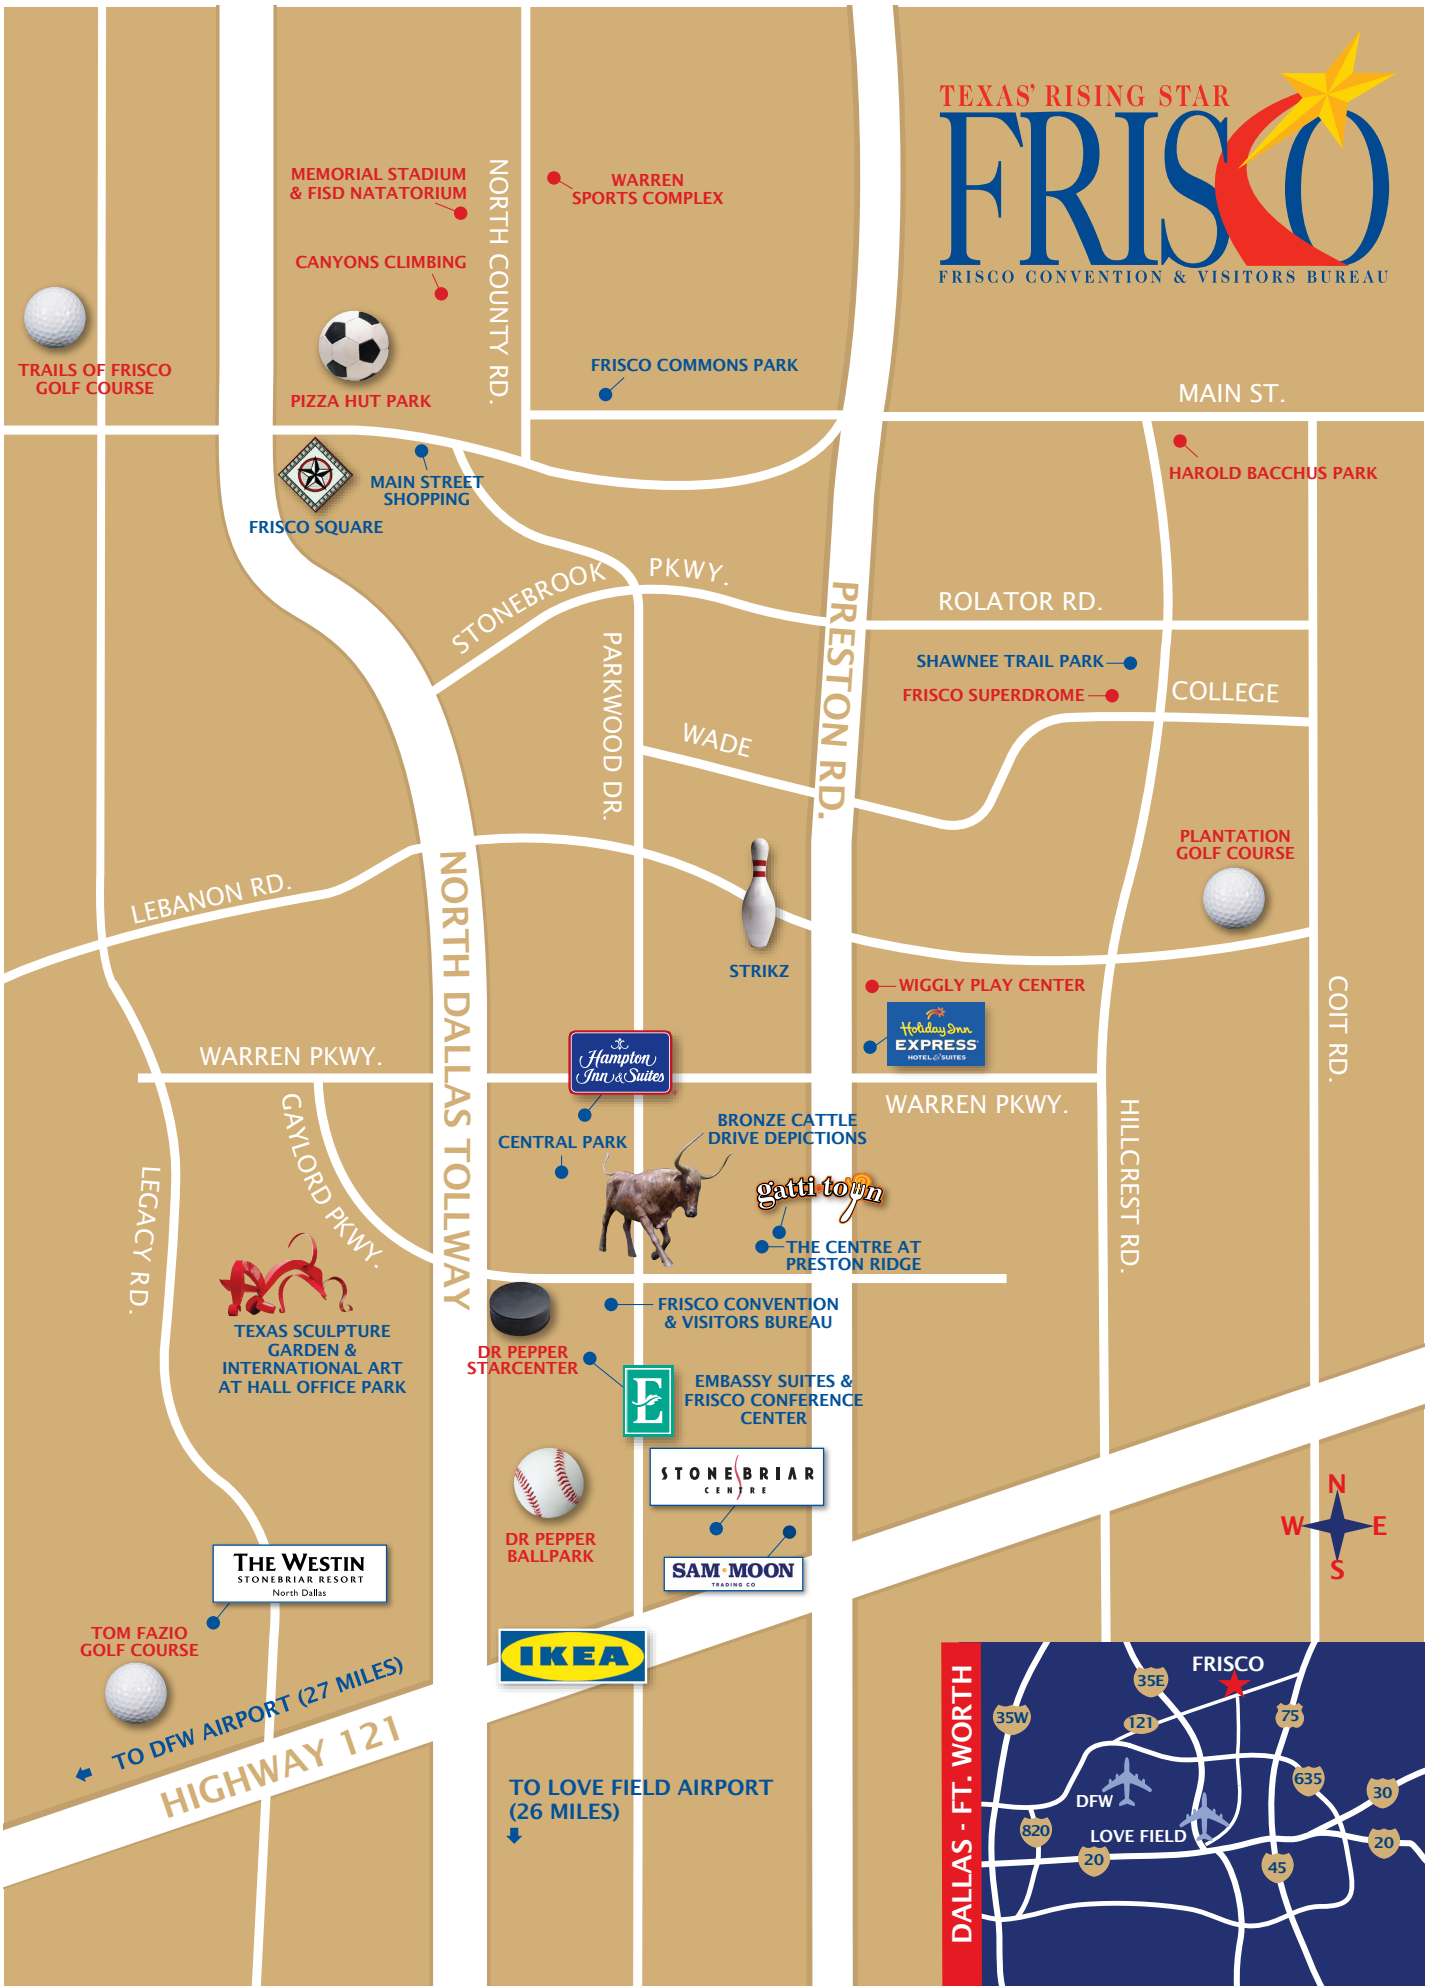 TEXAS' RISING STAR
FRISCO
FRISCO CONVENTION & VISITORS BUREAU
MEMORIAL STADIUM
& FISD NATATORIUM
WARREN
SPORTS COMPLEX
NORTH COUNTY RD.
CANYONS CLIMBING
TRAILS OF FRISCO
GOLF COURSE
PIZZA HUT PARK
FRISCO COMMONS PARK
MAIN ST.
HAROLD BACCHUS PARK
MAIN STREET
SHOPPING
FRISCO SQUARE
STONEBROOK PKWY.
PRESTON RD.
ROLATOR RD.
PARKWOOD DR.
SHAWNEE TRAIL PARK
FRISCO SUPERDROME
COLLEGE
WADE
PLANTATION
GOLF COURSE
LEBANON RD.
NORTH DALLAS TOLLWAY
STRIKZ
WIGGLY PLAY CENTER
Holiday Inn
EXPRESS
HOTEL & SUITES
COIT RD.
WARREN PKWY.
Hampton
Inn & Suites
WARREN PKWY.
GAYLORD PKWY.
HILLCREST RD.
CENTRAL PARK
BRONZE CATTLE
DRIVE DEPICTIONS
gatti town
LEGACY RD.
THE CENTRE AT
PRESTON RIDGE
TEXAS SCULPTURE
GARDEN &
INTERNATIONAL ART
AT HALL OFFICE PARK
FRISCO CONVENTION
& VISITORS BUREAU
DR PEPPER
STARCENTER
E
EMBASSY SUITES &
FRISCO CONFERENCE
CENTER
STONEBRIAR
CENTRE
DR PEPPER
BALLPARK
SAM MOON
TRADING CO
THE WESTIN
STONEBRIAR RESORT
North Dallas
TOM FAZIO
GOLF COURSE
IKEA
N
W
E
S
TO DFW AIRPORT (27 MILES)
HIGHWAY 121
TO LOVE FIELD AIRPORT
(26 MILES)
DALLAS - FT. WORTH
FRISCO
35E
35W
121
75
DFW
635
30
820
LOVE FIELD
20
20
45